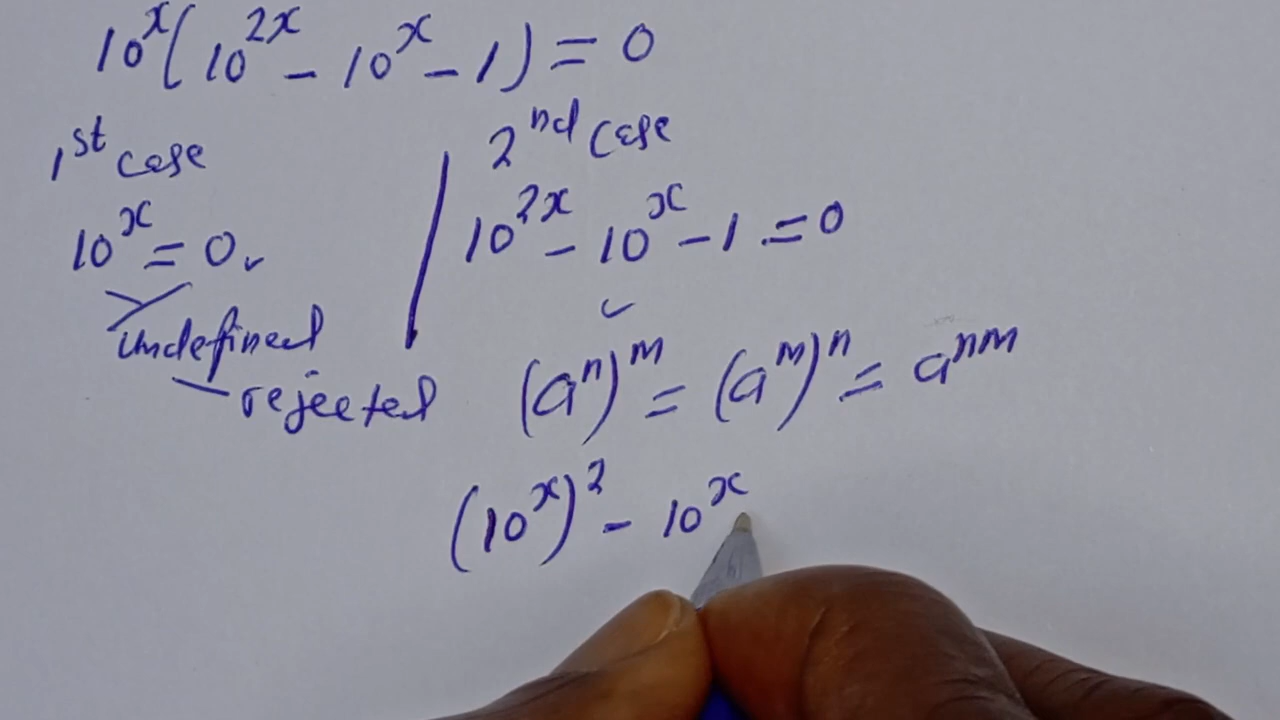 10^x(10^{2x} - 10^x - 1) = 0
1st case
10^x = 0
undefined
rejected
2nd case
10^{2x} - 10^x - 1 = 0
(a^n)^m = (a^m)^n = a^{nm}
(10^x)^2 - 10^x